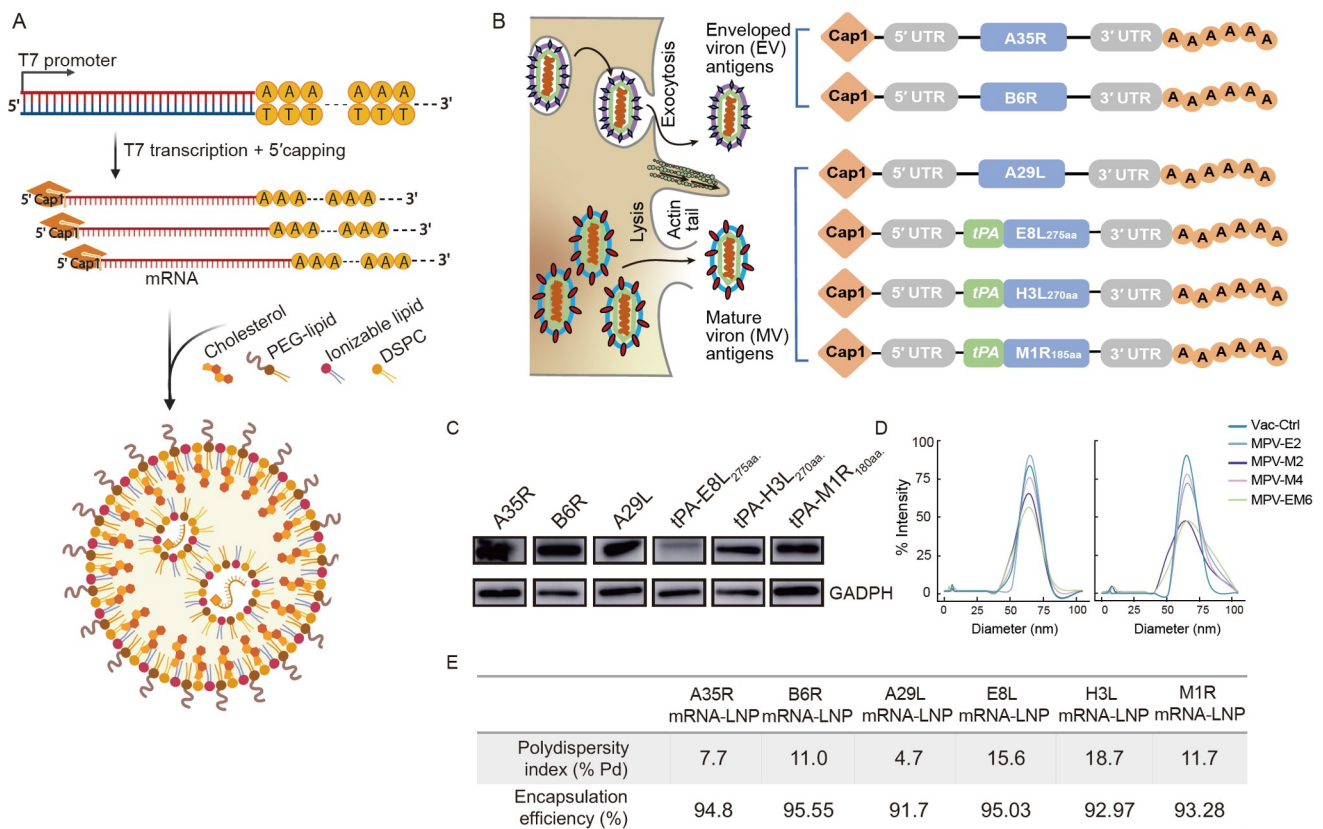 A
T7 promoter
5' A A A A A A 3'
T T T T T T
T7 transcription + 5′capping
5' Cap1 A A A A A A 3'
5' Cap1 A A A A A A 3'
5' Cap1 A A A A A A 3'
mRNA
Cholesterol
PEG-lipid
Ionizable lipid
DSPC
B
Exocytosis
Lysis
Actin
tail
Enveloped
viron (EV)
antigens
Cap1 5′ UTR A35R 3′ UTR A A A A A A
Cap1 5′ UTR B6R 3′ UTR A A A A A A
Mature
viron (MV)
antigens
Cap1 5′ UTR A29L 3′ UTR A A A A A A
Cap1 5′ UTR tPA E8L275aa 3′ UTR A A A A A A
Cap1 5′ UTR tPA H3L270aa 3′ UTR A A A A A A
Cap1 5′ UTR tPA M1R185aa 3′ UTR A A A A A A
C
A35R
B6R
A29L
tPA-E8L275aa.
tPA-H3L270aa.
tPA-M1R180aa.
GADPH
D
% Intensity
100
75
50
25
0
0 25 50 75 100
Diameter (nm)
0 25 50 75 100
Diameter (nm)
Vac-Ctrl
MPV-E2
MPV-M2
MPV-M4
MPV-EM6
E
A35R B6R A29L E8L H3L M1R
mRNA-LNP mRNA-LNP mRNA-LNP mRNA-LNP mRNA-LNP mRNA-LNP
Polydispersity
index (% Pd) 7.7 11.0 4.7 15.6 18.7 11.7
Encapsulation
efficiency (%) 94.8 95.55 91.7 95.03 92.97 93.28